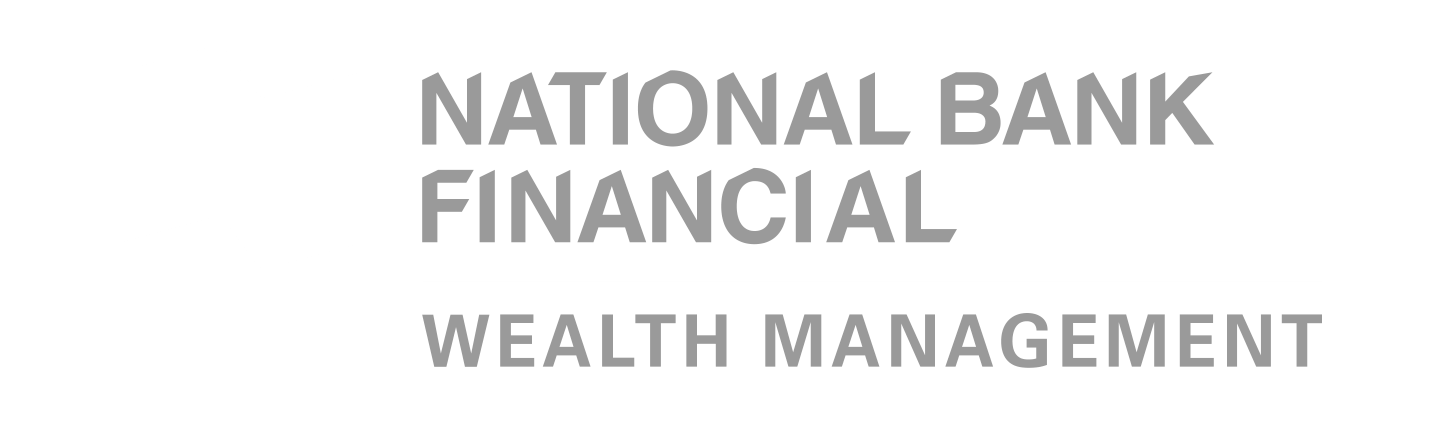 NATIONAL BANK
FINANCIAL
WEALTH MANAGEMENT